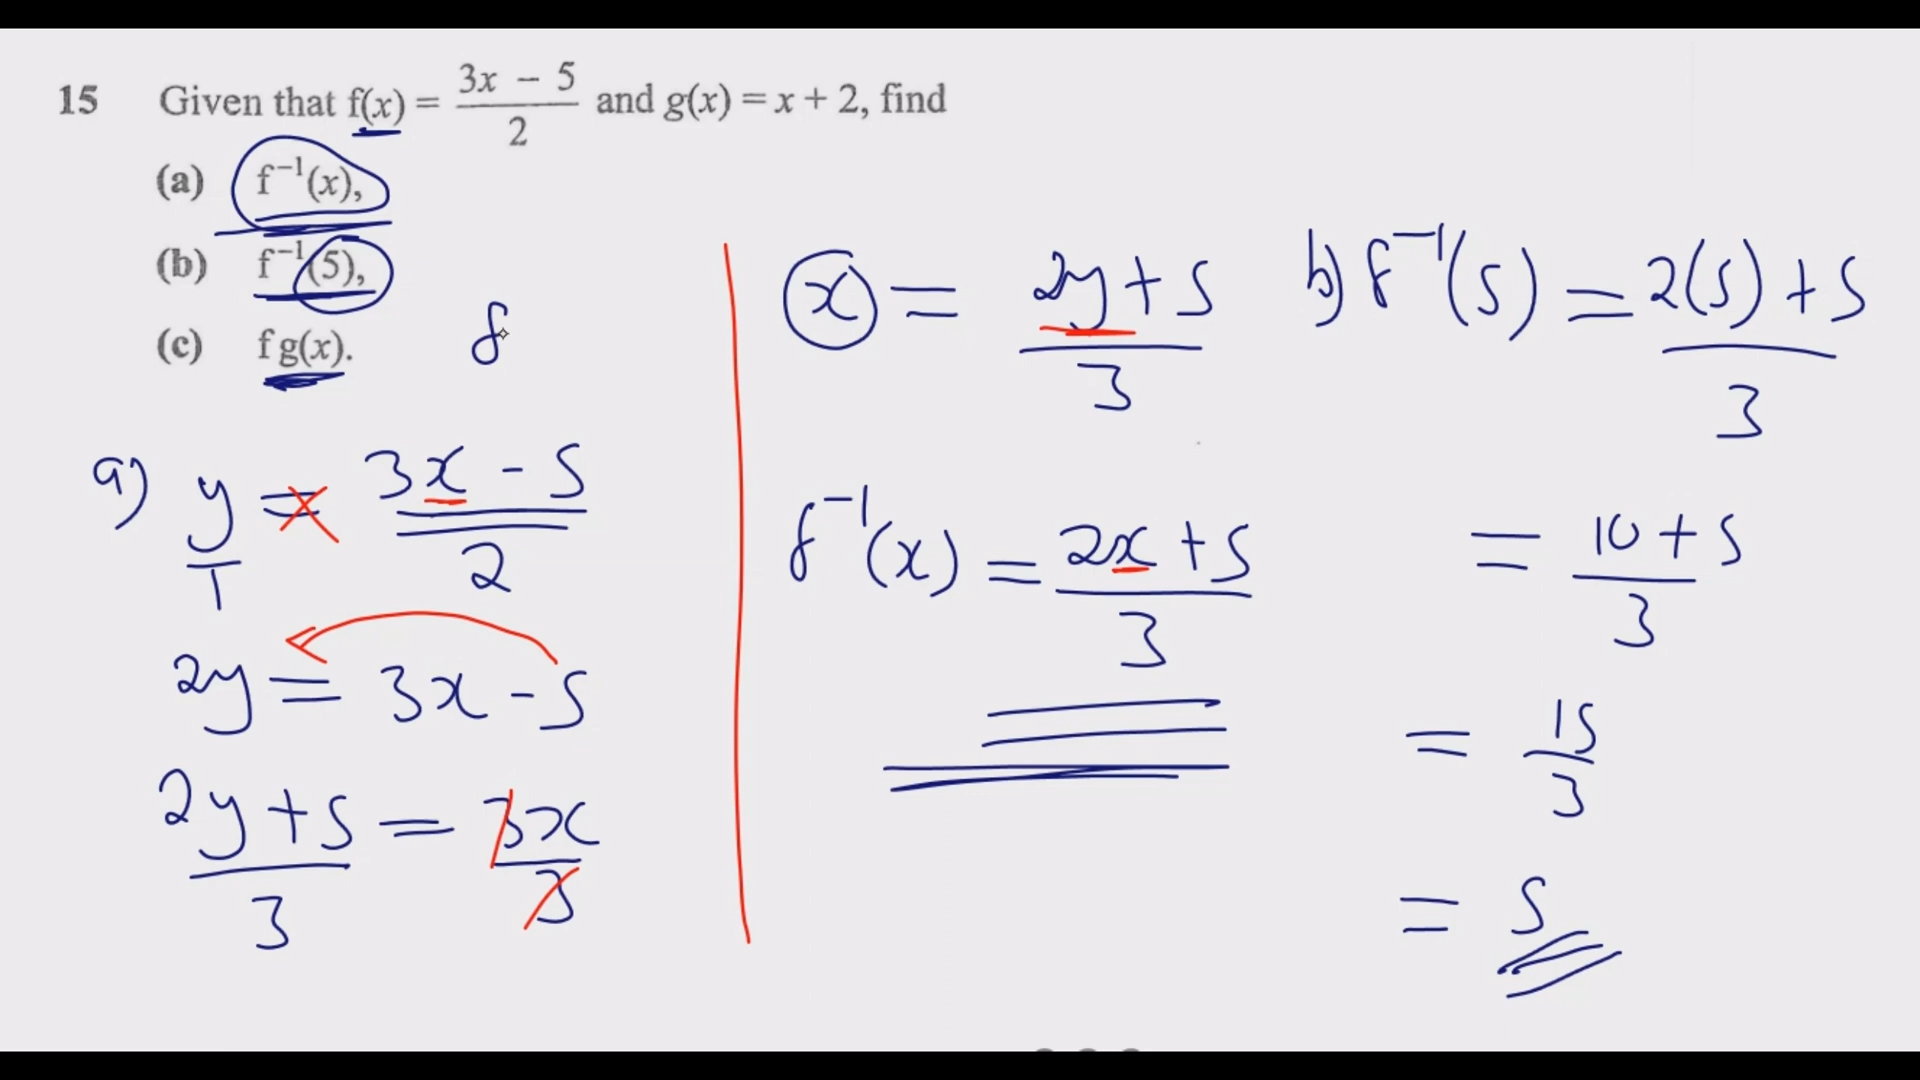 15 Given that f(x) = (3x − 5)/2 and g(x) = x + 2, find
(a) f⁻¹(x),
(b) f⁻¹(5),
(c) f g(x).
f
a) y/1 = (3x - 5)/2
2y = 3x - 5
(2y + 5)/3 = 3x/3
x = (2y + 5)/3
f⁻¹(x) = (2x + 5)/3
b) f⁻¹(5) = (2(5) + 5)/3
= (10 + 5)/3
= 15/3
= 5